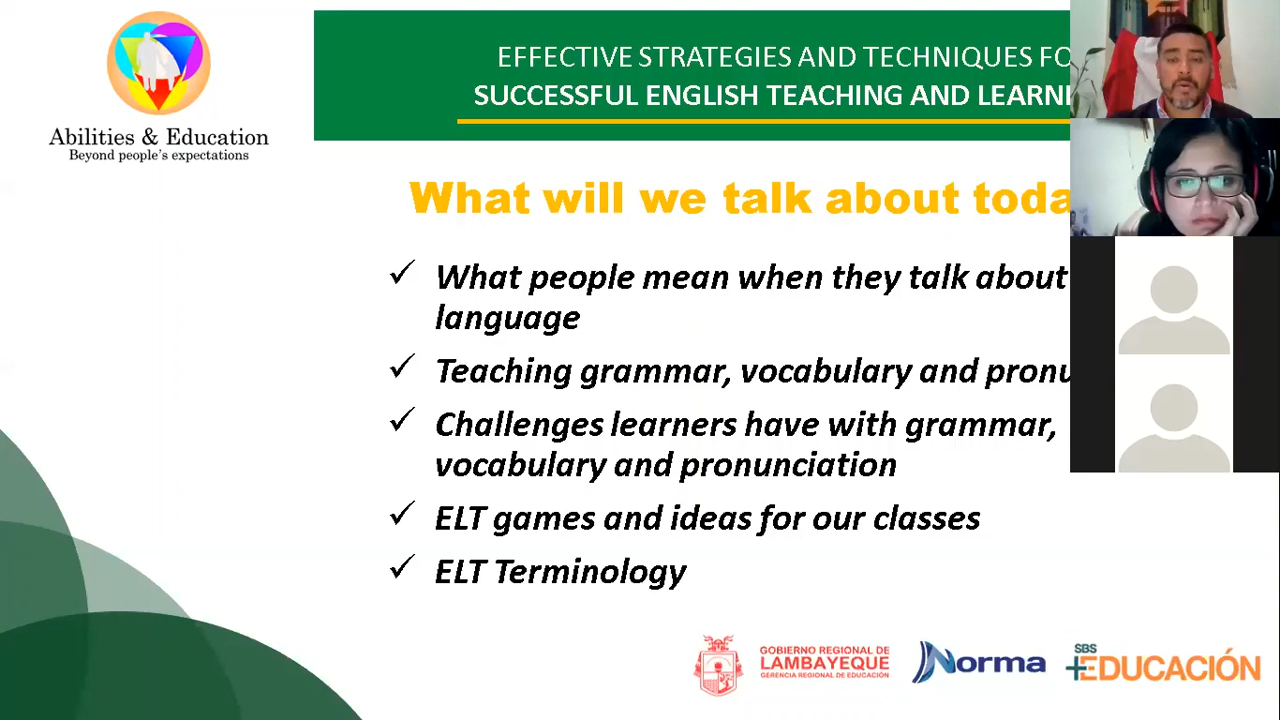 Abilities & Education
Beyond people's expectations
EFFECTIVE STRATEGIES AND TECHNIQUES FO
SUCCESSFUL ENGLISH TEACHING AND LEARNI
What will we talk about toda
✓ What people mean when they talk about
language
✓ Teaching grammar, vocabulary and pronu
✓ Challenges learners have with grammar,
vocabulary and pronunciation
✓ ELT games and ideas for our classes
✓ ELT Terminology
GOBIERNO REGIONAL DE
LAMBAYEQUE
GERENCIA REGIONAL DE EDUCACIÓN
Norma
SBS
EDUCACIÓN